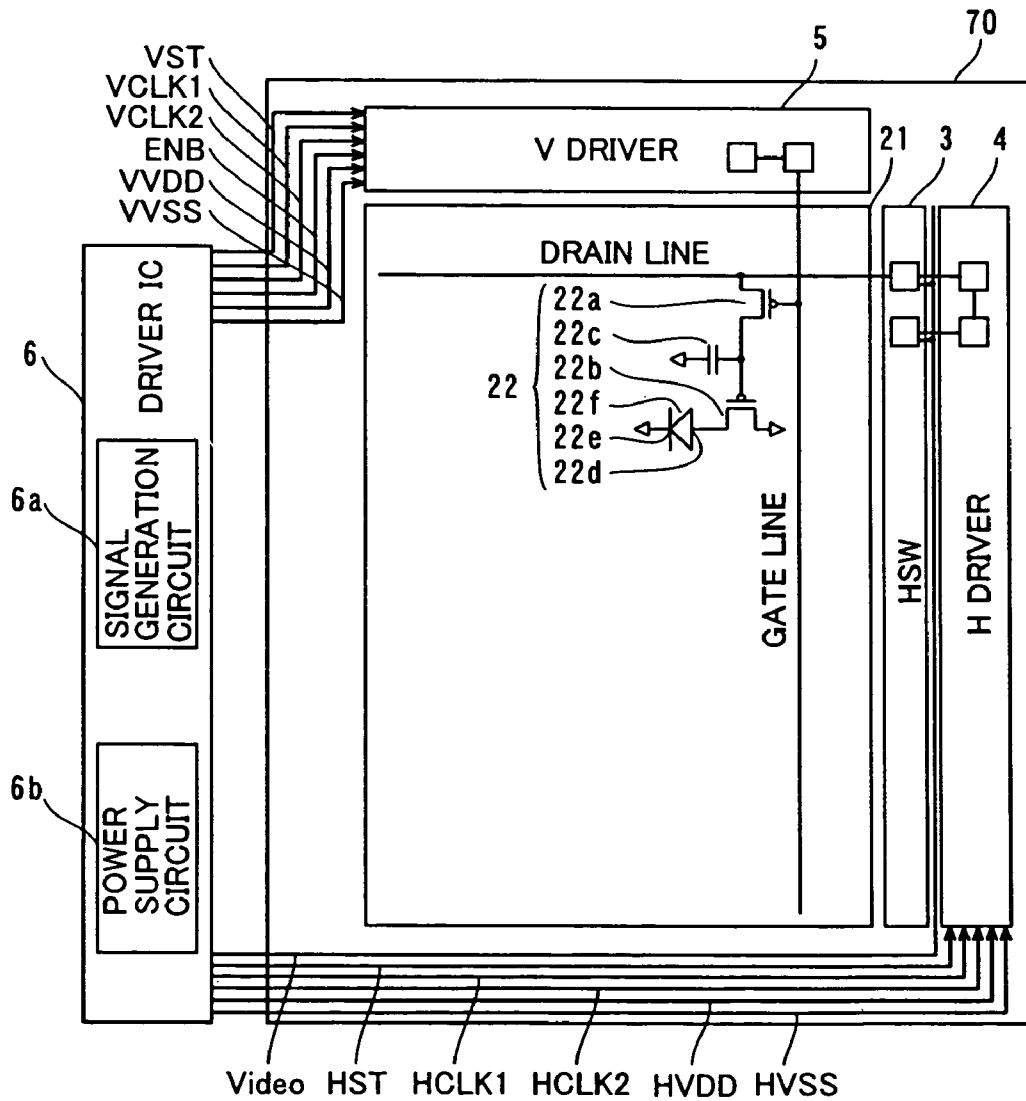 70
VST
5
VCLK1
VCLK2
V DRIVER
21
3
4
ENB
VVDD
VVSS
DRAIN LINE
DRIVER IC
22a
22c
6
22b
22
22f
22e
22d
6a
SIGNAL
GENERATION
CIRCUIT
GATE LINE
HSW
H DRIVER
6b
POWER
SUPPLY
CIRCUIT
Video HST HCLK1 HCLK2 HVDD HVSS